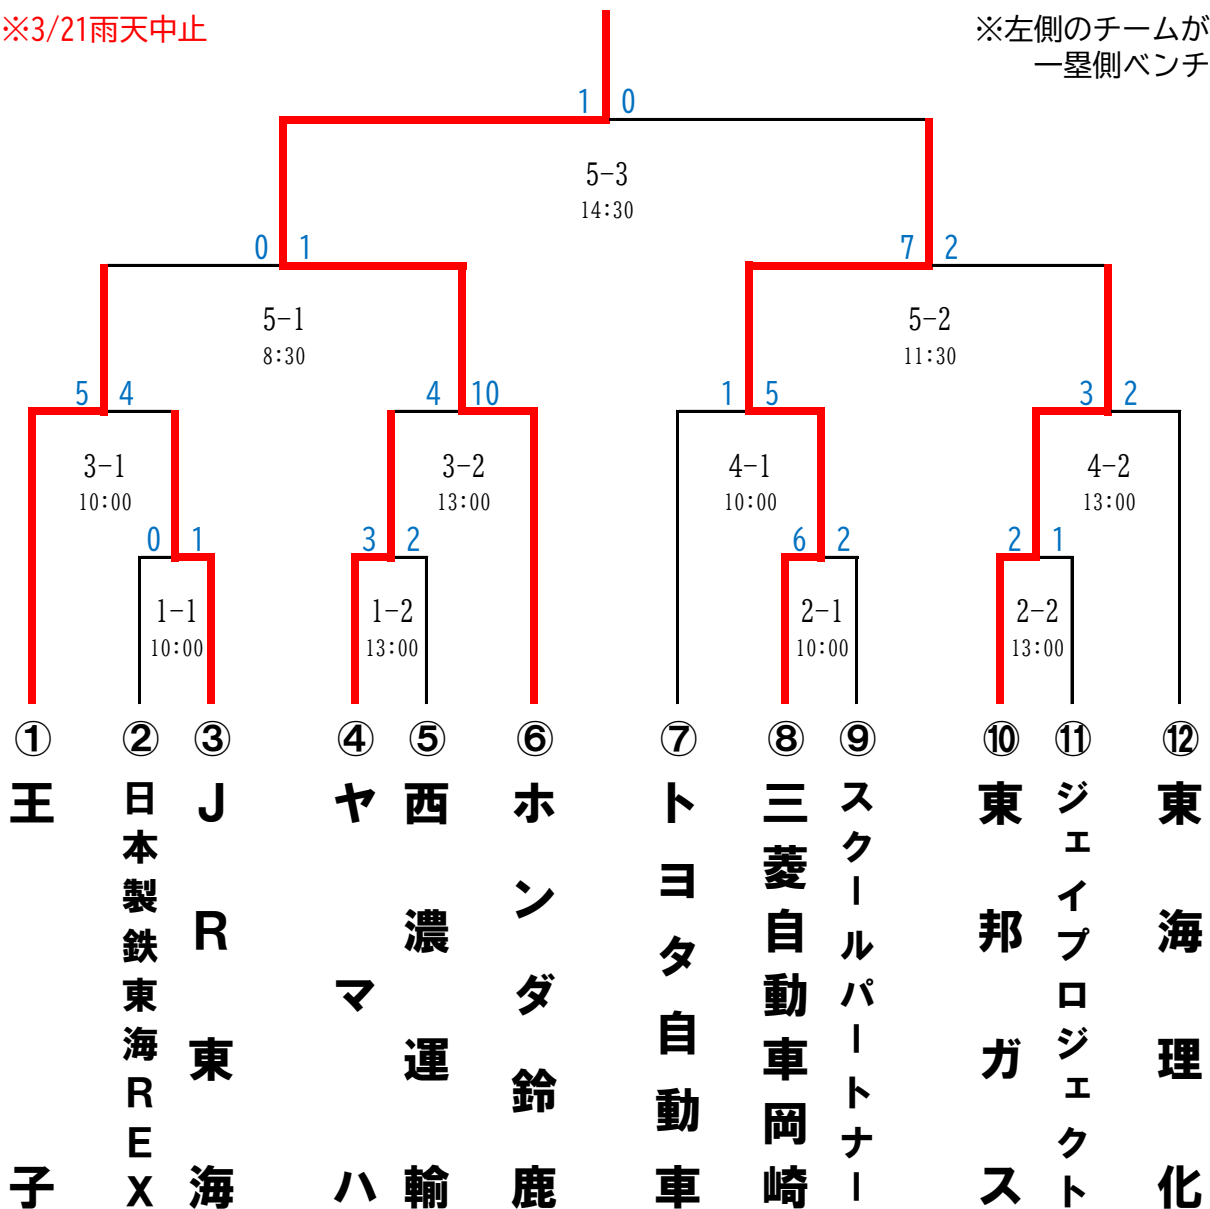 ※3/21雨天中止
※左側のチームが
一塁側ベンチ
1 0
5-3
14:30
0 1
7 2
5-1
8:30
5-2
11:30
5 4
4 10
1 5
3 2
3-1
10:00
3-2
13:00
4-1
10:00
4-2
13:00
0 1
3 2
6 2
2 1
1-1
10:00
1-2
13:00
2-1
10:00
2-2
13:00
① ② ③ ④ ⑤ ⑥ ⑦ ⑧ ⑨ ⑩ ⑪ ⑫
王子
日本製鉄東海REX
JR東海
ヤマハ
西濃運輸
ホンダ鈴鹿
トヨタ自動車
三菱自動車岡崎
スクールパートナー
東邦ガス
ジェイプロジェクト
東海理化